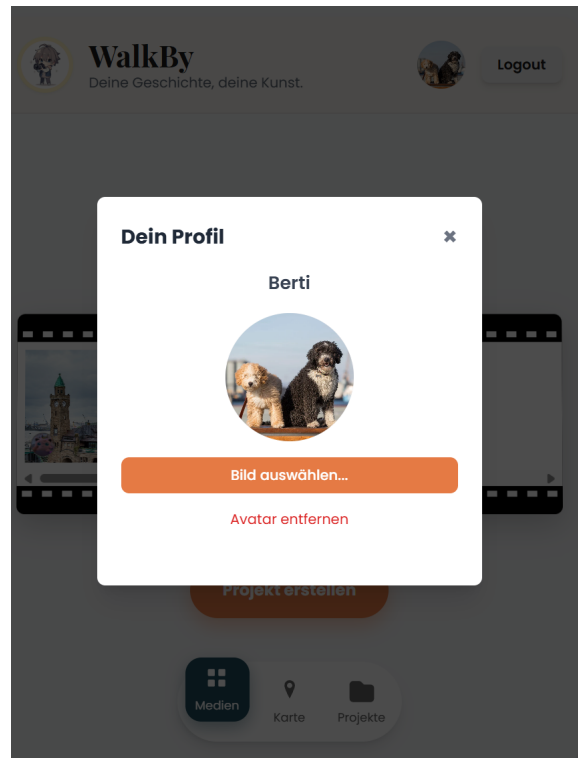 WalkBy
Deine Geschichte, deine Kunst.
Logout
Dein Profil
Berti
Bild auswählen...
Avatar entfernen
Projekt erstellen
Medien
Karte
Projekte